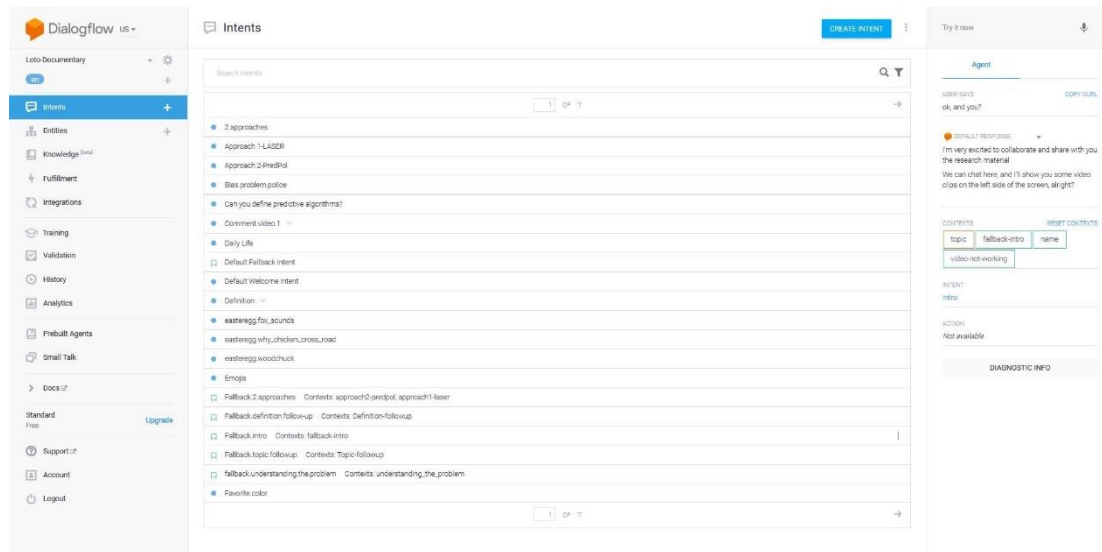 Dialogflow US
Loto-Documentary
en
Intents
Entities
Knowledge [beta]
Fulfillment
Integrations
Training
Validation
History
Analytics
Prebuilt Agents
Small Talk
Docs
Standard
Free
Upgrade
Support
Account
Logout
Intents
CREATE INTENT
Search intents
1 OF 7
2.approaches
Approach.1-LASER
Approach.2-PredPol
Bias.problem.police
Can you define predictive algorithms?
Comment.video.1
Daily Life
Default Fallback Intent
Default Welcome Intent
Definition
easteregg.fox_sounds
easteregg.why_chicken_cross_road
easteregg.woodchuck
Emojis
Fallback.2.approaches Contexts: approach2-predpol, approach1-laser
Fallback.definition.follow-up Contexts: Definition-followup
Fallback.intro Contexts: fallback-intro
Fallback.topic.followup Contexts: Topic-followup
fallback.understanding.the.problem Contexts: understanding_the_problem
Favorite.color
1 OF 7
Try it now
Agent
USER SAYS COPY CURL
ok, and you?
DEFAULT RESPONSE
I'm very excited to collaborate and share with you
the research material
We can chat here, and I'll show you some video
clips on the left side of the screen, alright?
CONTEXTS RESET CONTEXTS
topic fallback-intro name
video-not-working
INTENT
Intro
ACTION
Not available
DIAGNOSTIC INFO